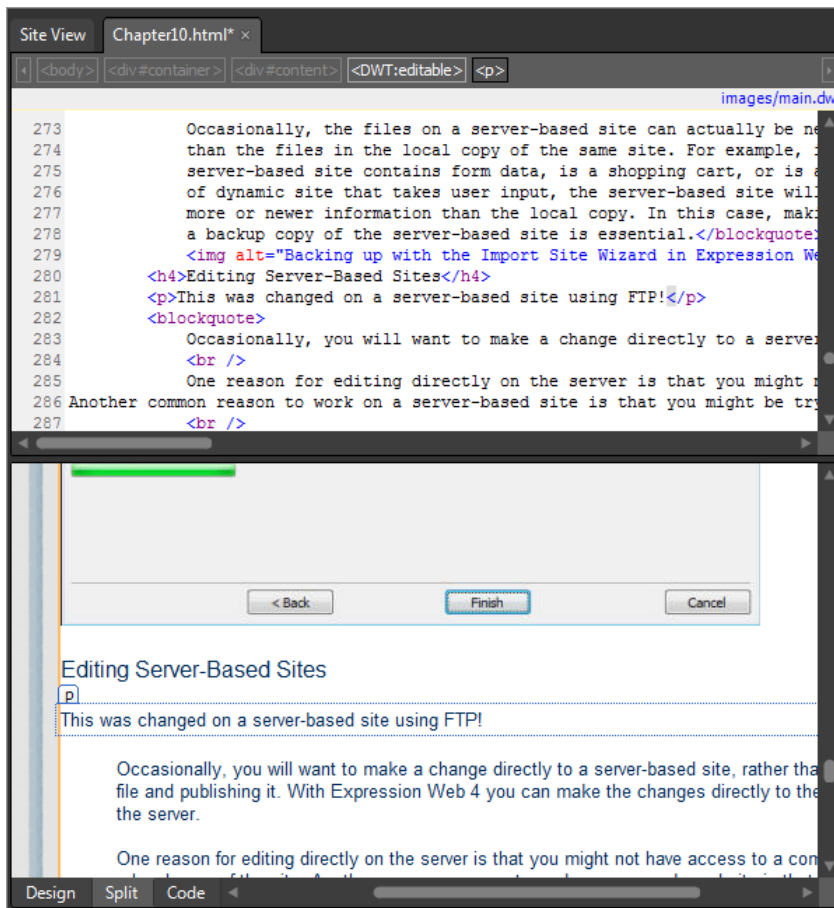 Site View Chapter10.html* ×
<body> <div#container> <div#content> <DWT:editable> <p>
images/main.dw
273 Occasionally, the files on a server-based site can actually be ne
274 than the files in the local copy of the same site. For example, i
275 server-based site contains form data, is a shopping cart, or is a
276 of dynamic site that takes user input, the server-based site will
277 more or newer information than the local copy. In this case, maki
278 a backup copy of the server-based site is essential.</blockquote>
279 <img alt="Backing up with the Import Site Wizard in Expression We
280 <h4>Editing Server-Based Sites</h4>
281 <p>This was changed on a server-based site using FTP!</p>
282 <blockquote>
283 Occasionally, you will want to make a change directly to a server
284 <br />
285 One reason for editing directly on the server is that you might n
286 Another common reason to work on a server-based site is that you might be try
287 <br />
< Back Finish Cancel
Editing Server-Based Sites
p
This was changed on a server-based site using FTP!
Occasionally, you will want to make a change directly to a server-based site, rather tha
file and publishing it. With Expression Web 4 you can make the changes directly to the
the server.
One reason for editing directly on the server is that you might not have access to a com
Design Split Code